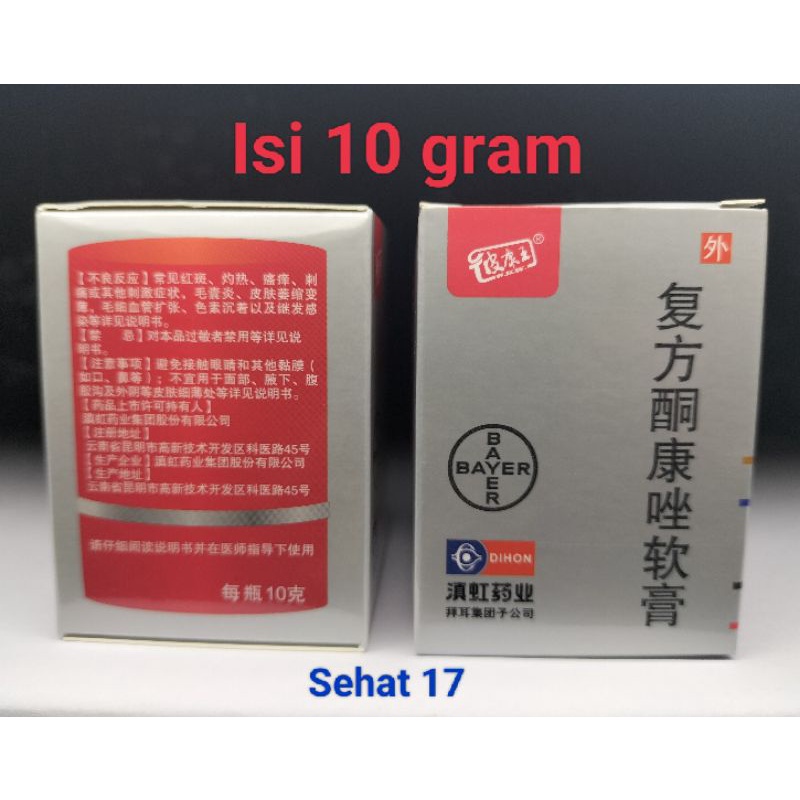 Isi 10 gram
【不良反应】常见红斑、灼热、瘙痒、刺
痛或其他刺激症状，毛囊炎、皮肤萎缩变
薄、毛细血管扩张、色素沉着以及继发感
染等详见说明书。
【禁 忌】对本品过敏者禁用等详见说
明书。
【注意事项】避免接触眼睛和其他黏膜（
如口、鼻等）；不宜用于面部、腋下、腹
股沟及外阴等皮肤细薄处等详见说明书。
【药品上市许可持有人】
滇虹药业集团股份有限公司
【注册地址】
云南省昆明市高新技术开发区科医路45号
【生产企业】滇虹药业集团股份有限公司
【生产地址】
云南省昆明市高新技术开发区科医路45号
请仔细阅读说明书并在医师指导下使用
每瓶10克
皮康王®
外
复方酮康唑软膏
BAYER
BAYER
DIHON
滇虹药业
拜耳集团子公司
Sehat 17